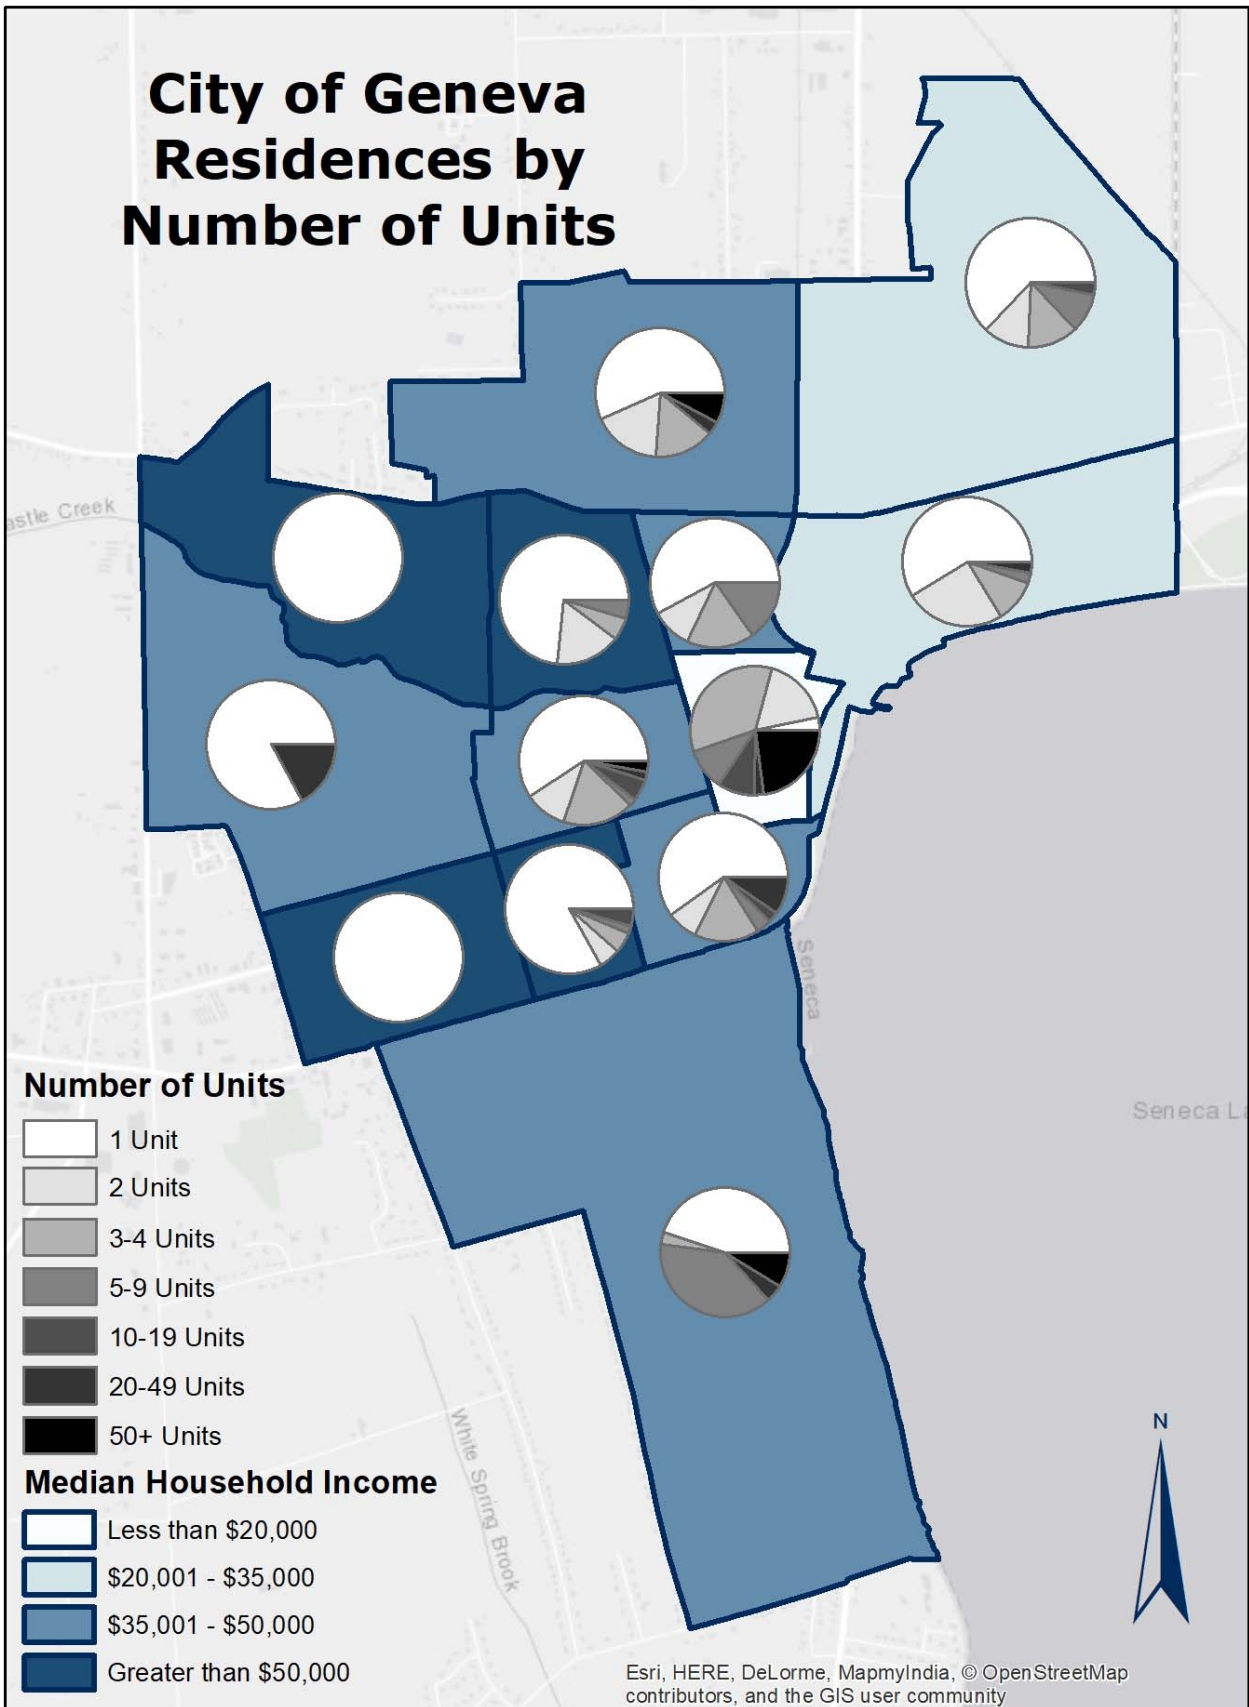 City of Geneva
Residences by
Number of Units
astle Creek
Seneca
Seneca La
White Spring Brook
Number of Units
1 Unit
2 Units
3-4 Units
5-9 Units
10-19 Units
20-49 Units
50+ Units
Median Household Income
Less than $20,000
$20,001 - $35,000
$35,001 - $50,000
Greater than $50,000
N
Esri, HERE, DeLorme, MapmyIndia, © OpenStreetMap
contributors, and the GIS user community